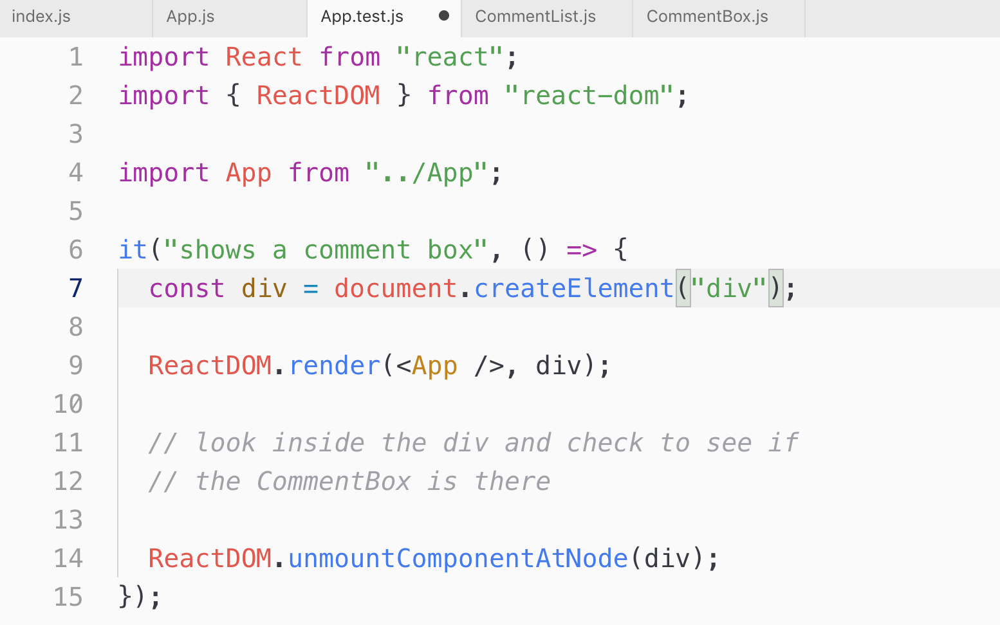 index.js App.js App.test.js CommentList.js CommentBox.js
1 import React from "react";
2 import { ReactDOM } from "react-dom";
3
4 import App from "../App";
5
6 it("shows a comment box", () => {
7 const div = document.createElement("div");
8
9 ReactDOM.render(<App />, div);
10
11 // look inside the div and check to see if
12 // the CommentBox is there
13
14 ReactDOM.unmountComponentAtNode(div);
15 });